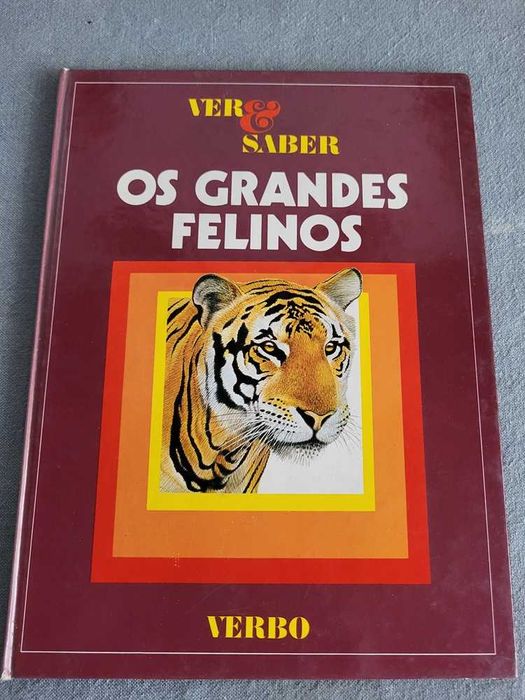 VER &
SABER
OS GRANDES
FELINOS
VERBO